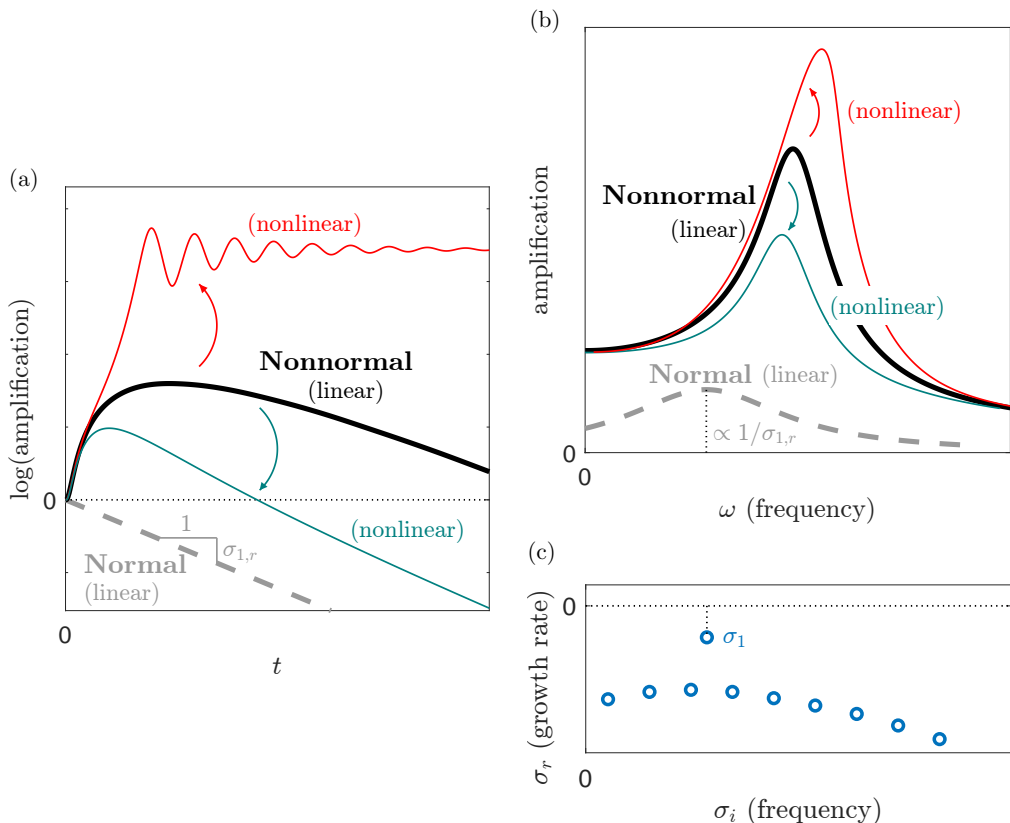 (a)
log(amplification)
0
(nonlinear)
Nonnormal
(linear)
(nonlinear)
1
σ1,r
Normal
(linear)
0
t
(b)
amplification
0
(nonlinear)
Nonnormal
(linear)
(nonlinear)
Normal (linear)
∝ 1/σ1,r
0
ω (frequency)
(c)
σr (growth rate)
0
σ1
0
σi (frequency)